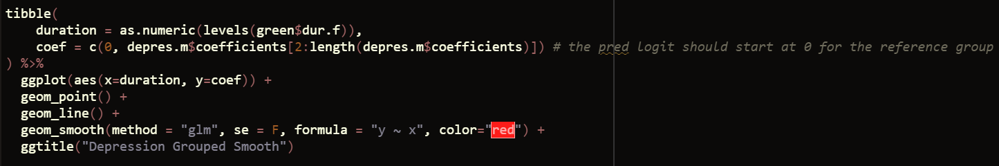 tibble(
    duration = as.numeric(levels(green$dur.f)),
    coef = c(0, depres.m$coefficients[2:length(depres.m$coefficients)]) # the pred logit should start at 0 for the reference group
) %>%
  ggplot(aes(x=duration, y=coef)) +
  geom_point() +
  geom_line() +
  geom_smooth(method = "glm", se = F, formula = "y ~ x", color="red") +
  ggtitle("Depression Grouped Smooth")